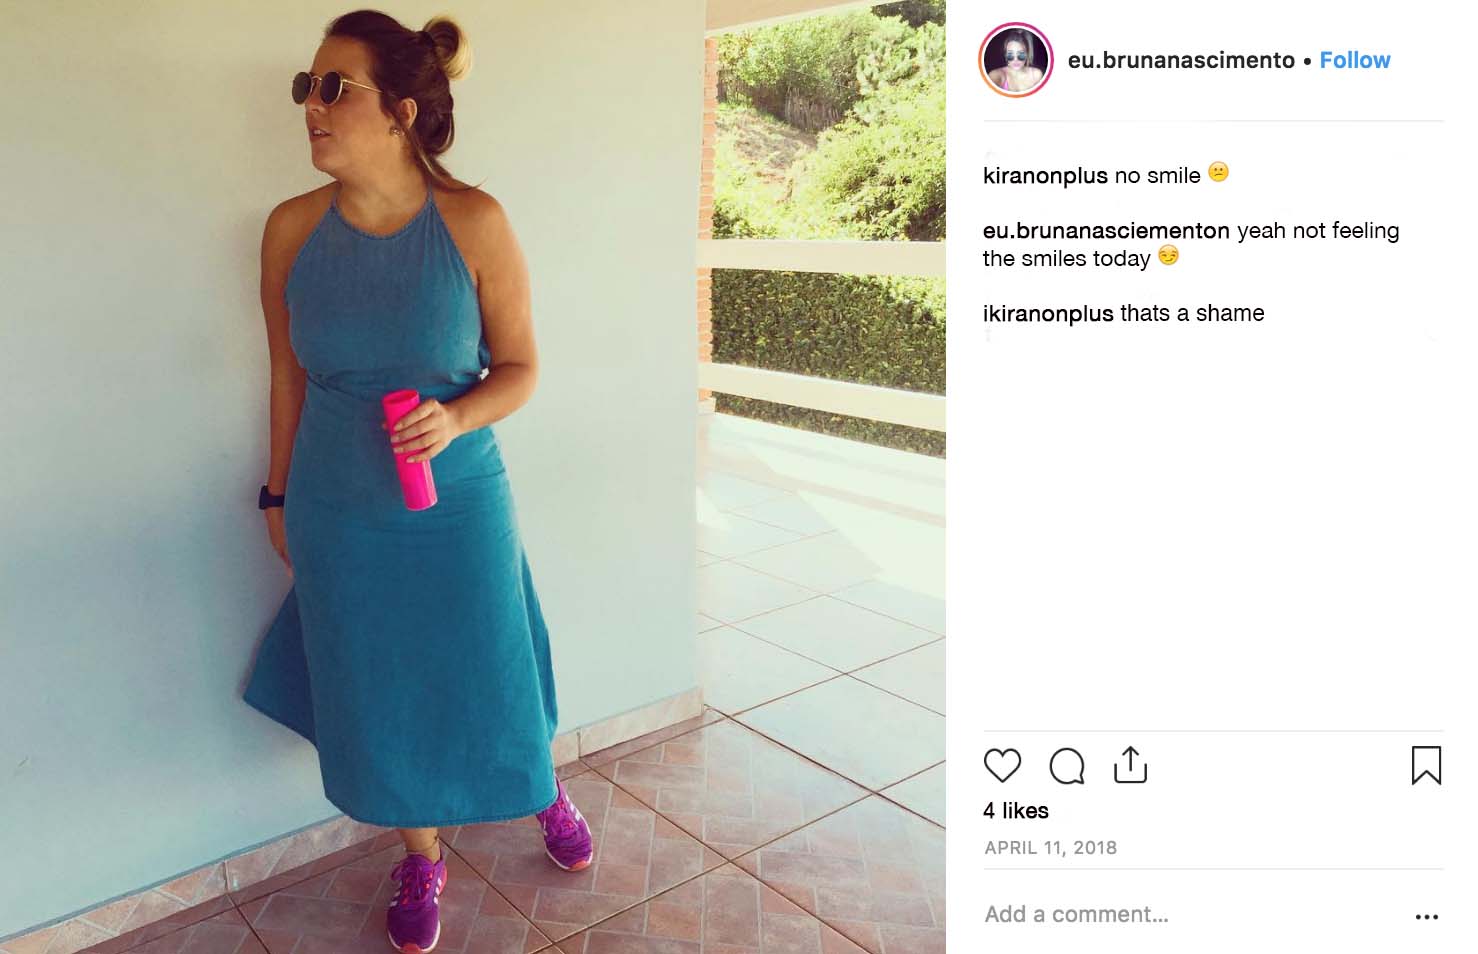 eu.brunanascimento • Follow
kiranonplus no smile 😕
eu.brunanasciementon yeah not feeling
the smiles today 😏
ikiranonplus thats a shame
4 likes
APRIL 11, 2018
Add a comment...